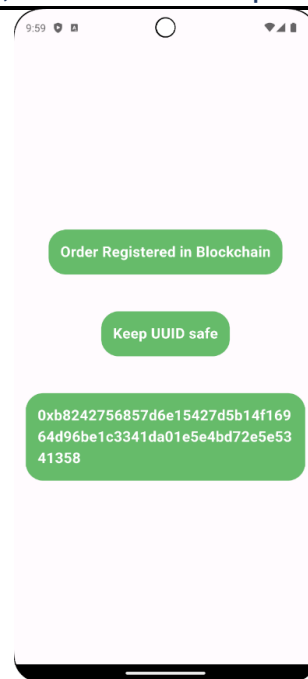 9:59
Order Registered in Blockchain
Keep UUID safe
0xb8242756857d6e15427d5b14f169
64d96be1c3341da01e5e4bd72e5e53
41358